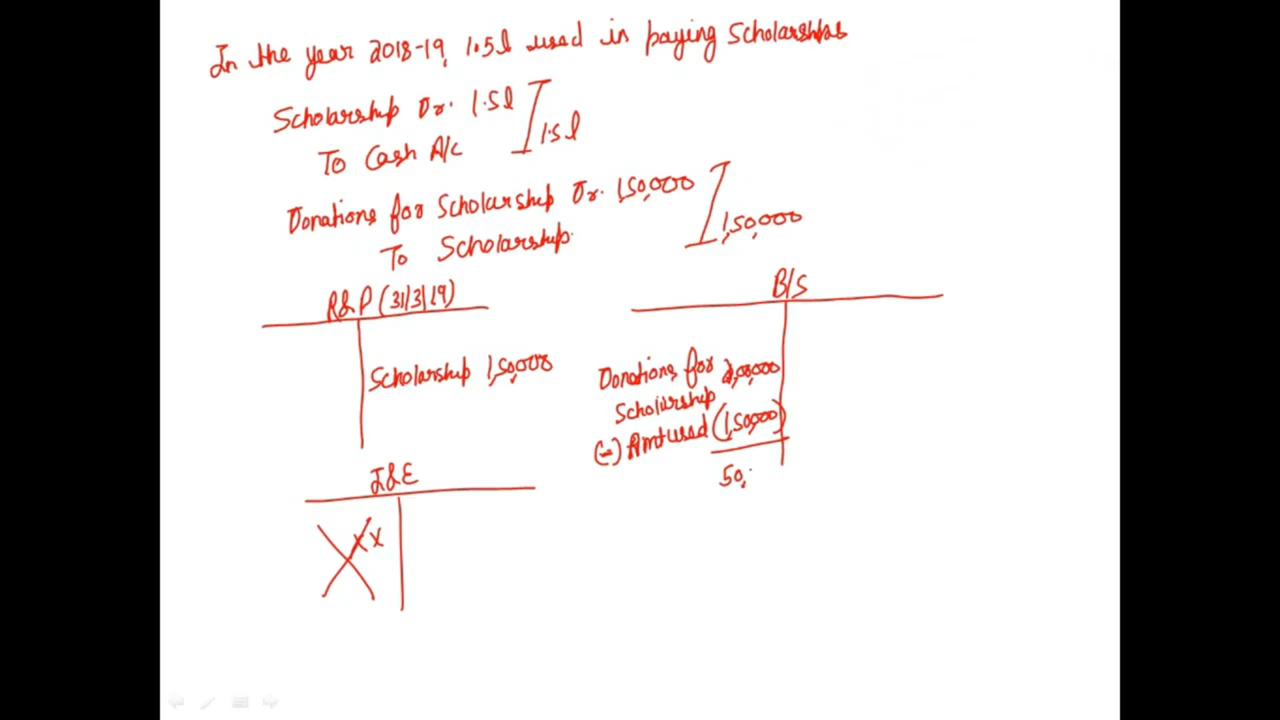 In the year 2018-19, 1.5l used in paying Scholarships
Scholarship Dr. 1.5l
1.5l
To Cash A/c
Donations for Scholarship Dr. 1,50,000
1,50,000
To Scholarship.
R&P (31/3/19)
B/S
Scholarship 1,50,000
Donations for 2,00,000
Scholarship
(-) Amt used (1,50,000)
50,
I&E
xx